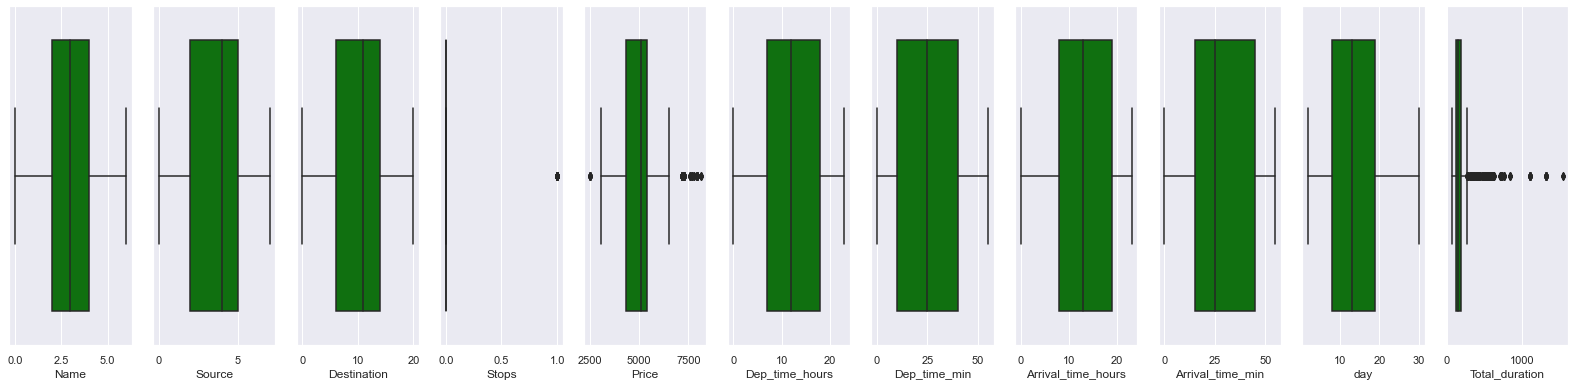 0.0 2.5 5.0
Name
0 5
Source
0 10 20
Destination
0.0 0.5 1.0
Stops
2500 5000 7500
Price
0 10 20
Dep_time_hours
0 25 50
Dep_time_min
0 10 20
Arrival_time_hours
0 25 50
Arrival_time_min
0 10 20 30
day
0 1000
Total_duration